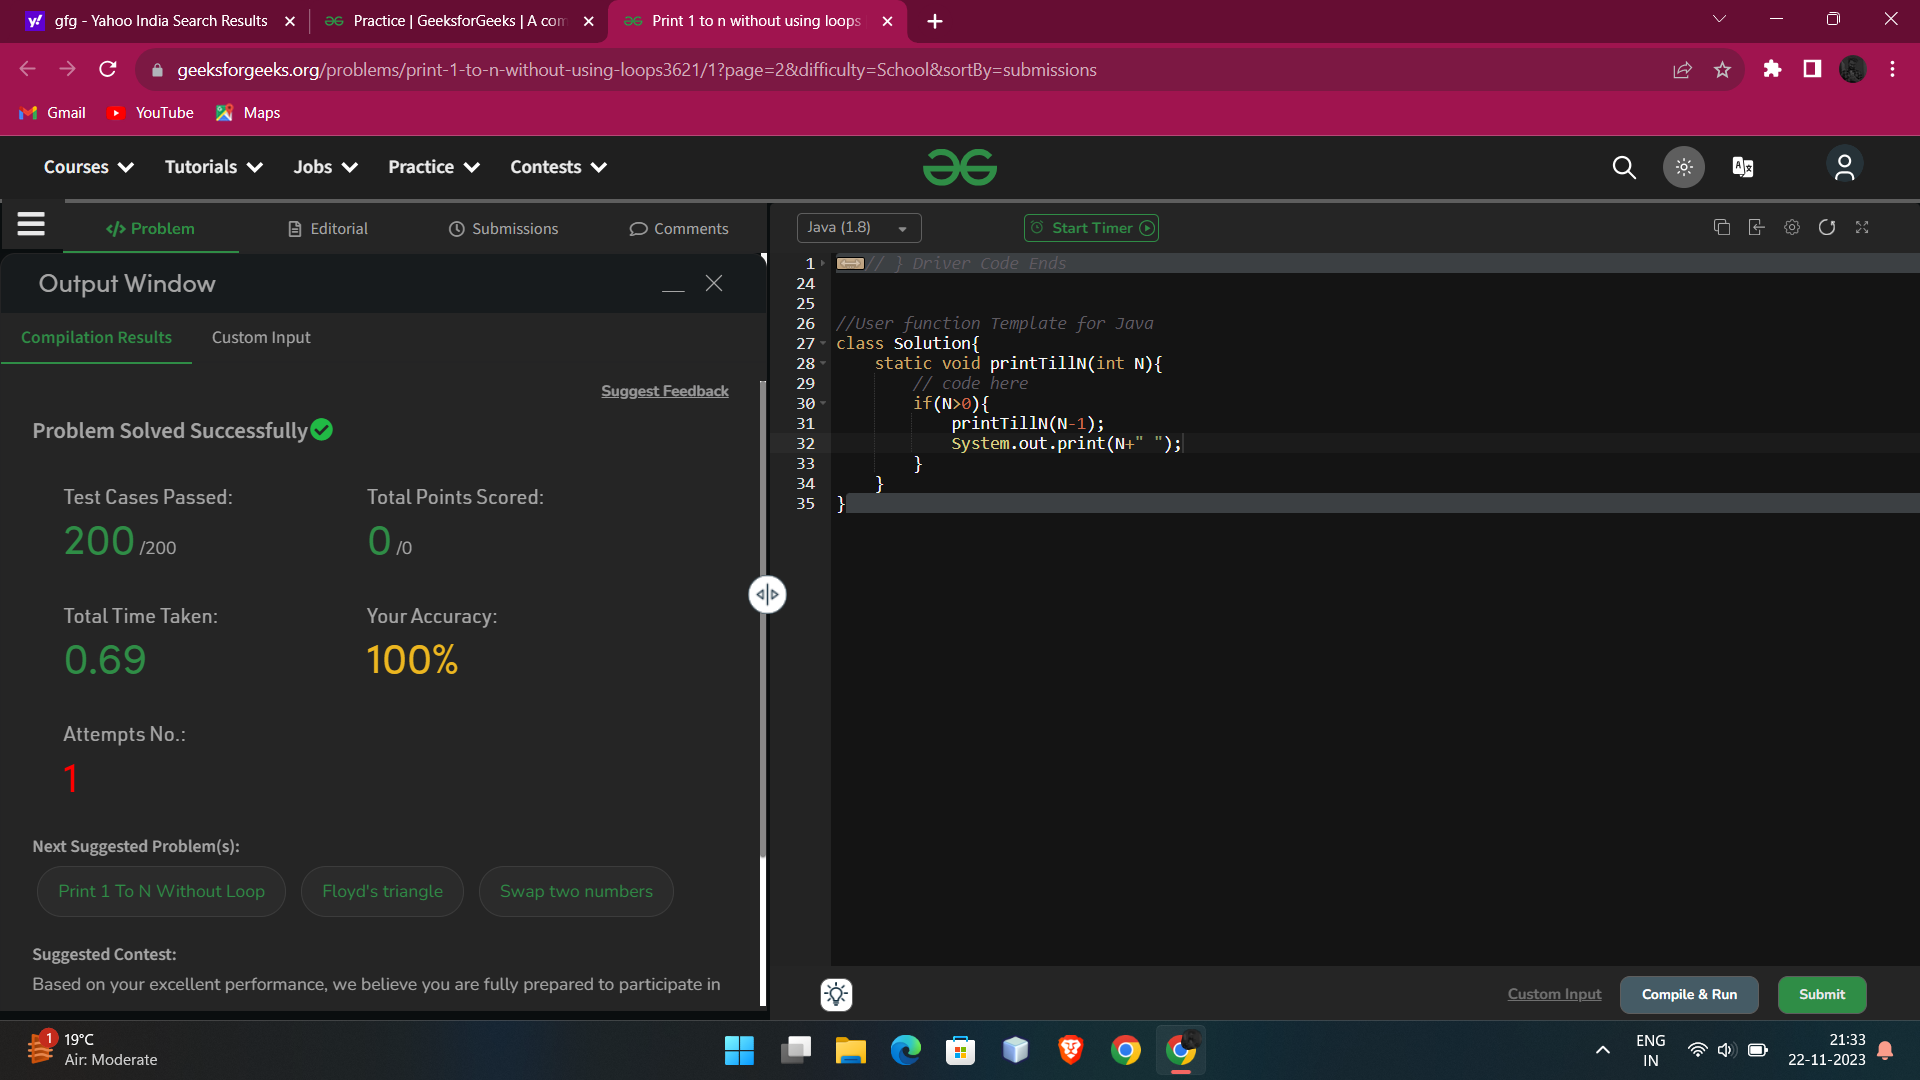 gfg - Yahoo India Search Results
Practice | GeeksforGeeks | A com
Print 1 to n without using loops
geeksforgeeks.org/problems/print-1-to-n-without-using-loops3621/1?page=2&difficulty=School&sortBy=submissions
Gmail YouTube Maps
Courses Tutorials Jobs Practice Contests
</> Problem Editorial Submissions Comments
Java (1.8) Start Timer
Output Window
Compilation Results Custom Input
Suggest Feedback
Problem Solved Successfully
Test Cases Passed: Total Points Scored:
200 /200 0 /0
Total Time Taken: Your Accuracy:
0.69 100%
Attempts No.:
1
Next Suggested Problem(s):
Print 1 To N Without Loop Floyd's triangle Swap two numbers
Suggested Contest:
Based on your excellent performance, we believe you are fully prepared to participate in
1 // } Driver Code Ends
24
25
26 //User function Template for Java
27 class Solution{
28 static void printTillN(int N){
29 // code here
30 if(N>0){
31 printTillN(N-1);
32 System.out.print(N+" ");
33 }
34 }
35 }
Custom Input Compile & Run Submit
1 19°C
Air: Moderate
ENG
IN
21:33
22-11-2023